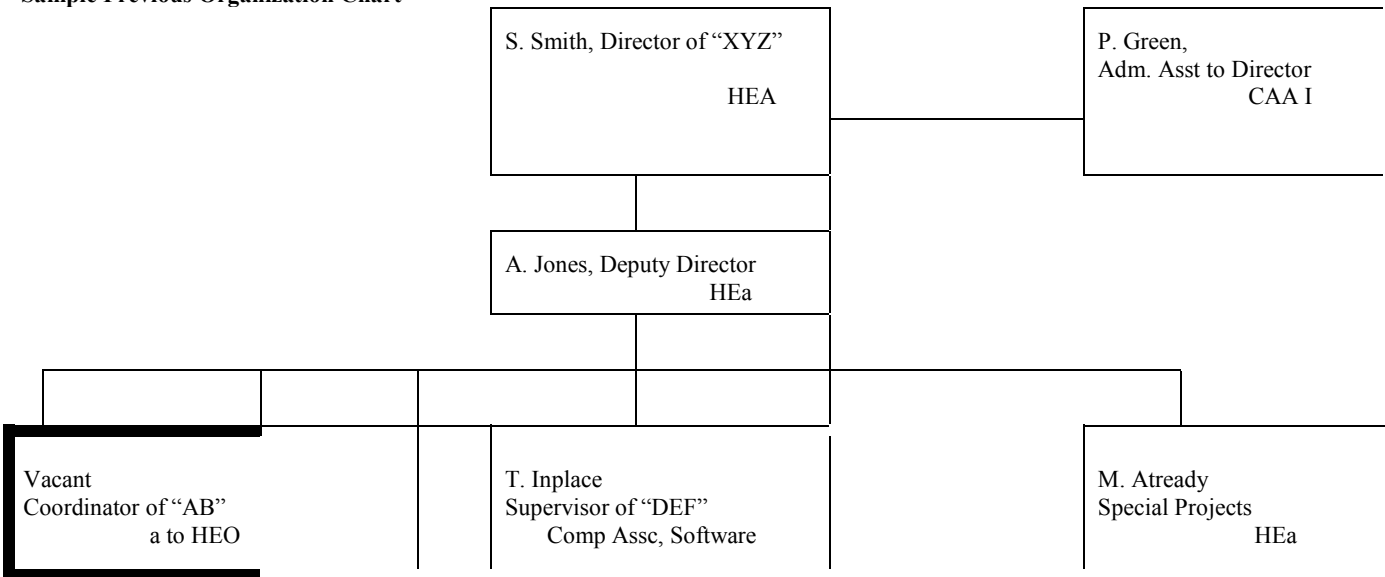 Sample Previous Organization Chart
S. Smith, Director of “XYZ”
HEA
P. Green,
Adm. Asst to Director
CAA I
A. Jones, Deputy Director
HEa
Vacant
Coordinator of “AB”
a to HEO
T. Inplace
Supervisor of “DEF”
Comp Assc, Software
M. Atready
Special Projects
HEa